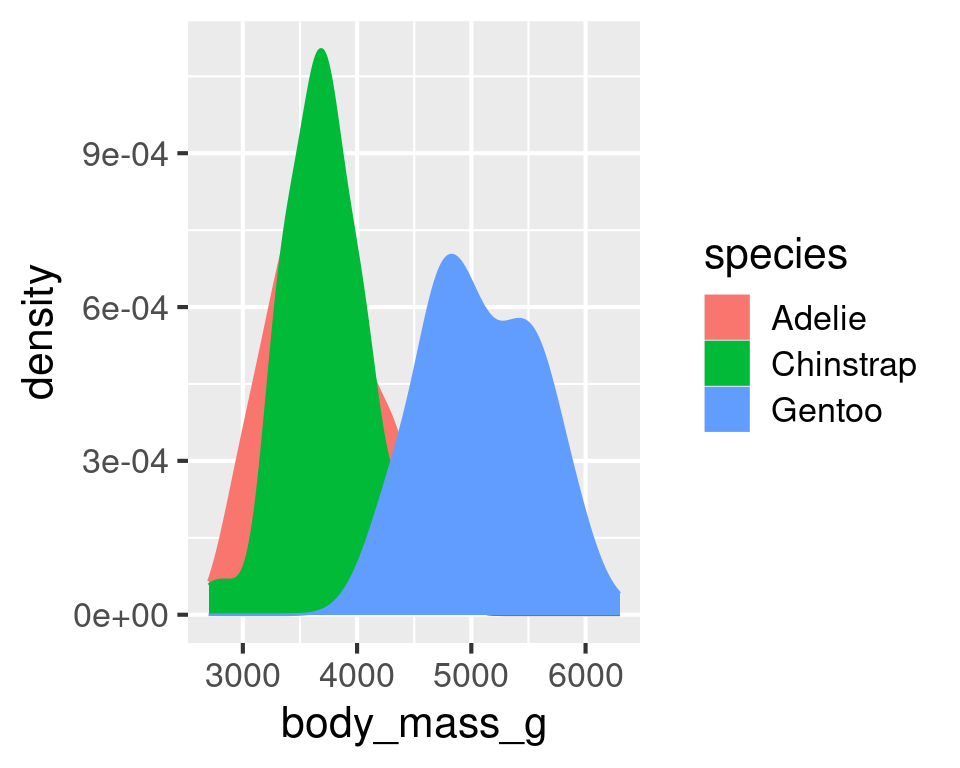 9e-04
6e-04
3e-04
0e+00
density
3000 4000 5000 6000
body_mass_g
species
Adelie
Chinstrap
Gentoo